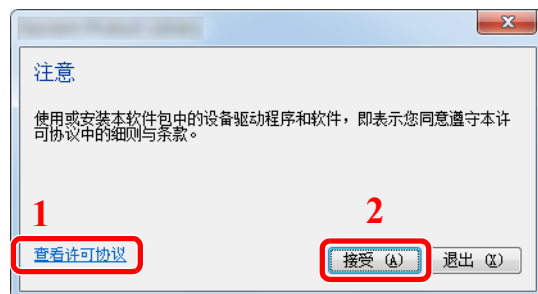 注意
使用或安装本软件包中的设备驱动程序和软件，即表示您同意遵守本许
可协议中的细则与条款。
1
2
查看许可协议
接受 (A)
退出 (X)